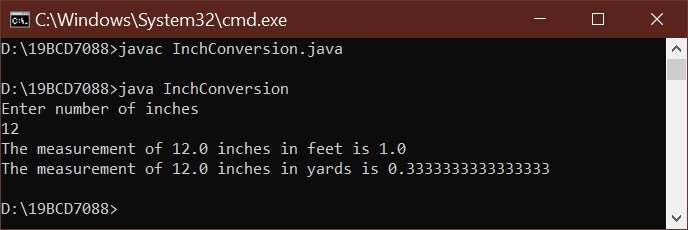 C:\Windows\System32\cmd.exe
D:\19BCD7088>javac InchConversion.java
D:\19BCD7088>java InchConversion
Enter number of inches
12
The measurement of 12.0 inches in feet is 1.0
The measurement of 12.0 inches in yards is 0.3333333333333333
D:\19BCD7088>